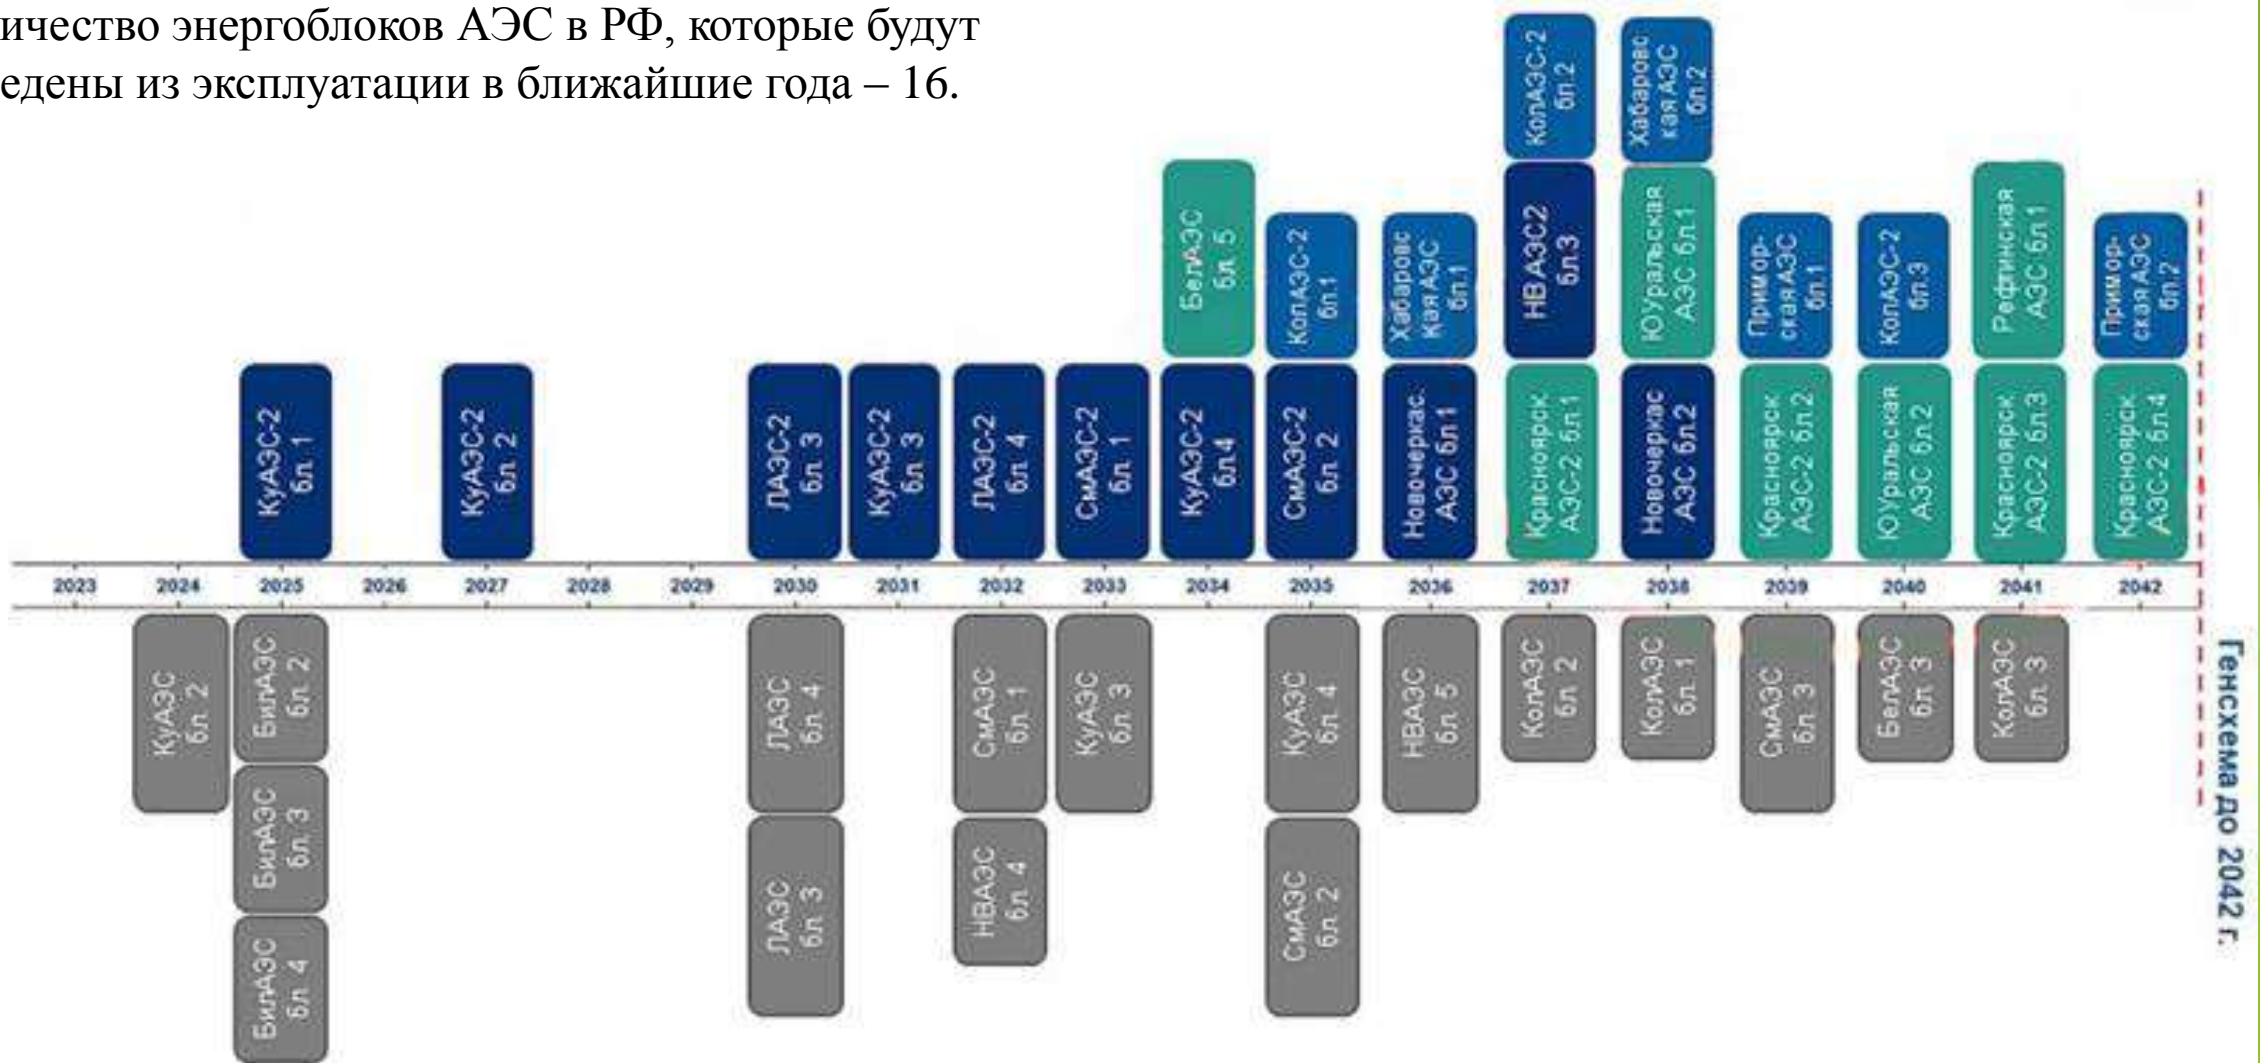 ичество энергоблоков АЭС в РФ, которые будут
едены из эксплуатации в ближайшие года – 16.
КолАЭС-2
бл.2
Хабаровс
кая АЭС
бл.2
БелАЭС
бл. 5
КолАЭС-2
бл.1
Хабаровс
кая АЭС
бл.1
НВАЭС2
бл.3
ЮУральская
АЭС бл.1
Примор-
ская АЭС
бл.1
КолАЭС-2
бл.3
Рефтинская
АЭС бл.1
Примор-
ская АЭС
бл.2
КуАЭС-2
бл. 1
КуАЭС-2
бл. 2
ЛАЭС-2
бл. 3
КуАЭС-2
бл. 3
ЛАЭС-2
бл. 4
СмАЭС-2
бл. 1
КуАЭС-2
бл.4
СмАЭС-2
бл. 2
Новочеркас.
АЭС бл.1
Красноярск
АЭС-2 бл.1
Новочеркас
АЭС бл.2
Красноярск
АЭС-2 бл.2
ЮУральская
АЭС бл.2
Красноярск
АЭС-2 бл.3
Красноярск
АЭС-2 бл.4
2023 2024 2025 2026 2027 2028 2029 2030 2031 2032 2033 2034 2035 2036 2037 2038 2039 2040 2041 2042
КуАЭС
бл. 2
БилАЭС
бл. 2
БилАЭС
бл. 3
БилАЭС
бл. 4
ЛАЭС
бл. 4
ЛАЭС
бл. 3
СмАЭС
бл. 1
НВАЭС
бл. 4
КуАЭС
бл. 3
КуАЭС
бл. 4
СмАЭС
бл. 2
НВАЭС
бл. 5
КолАЭС
бл. 2
КолАЭС
бл. 1
СмАЭС
бл. 3
БелАЭС
бл. 3
КолАЭС
бл. 3
Генсхема до 2042 г.